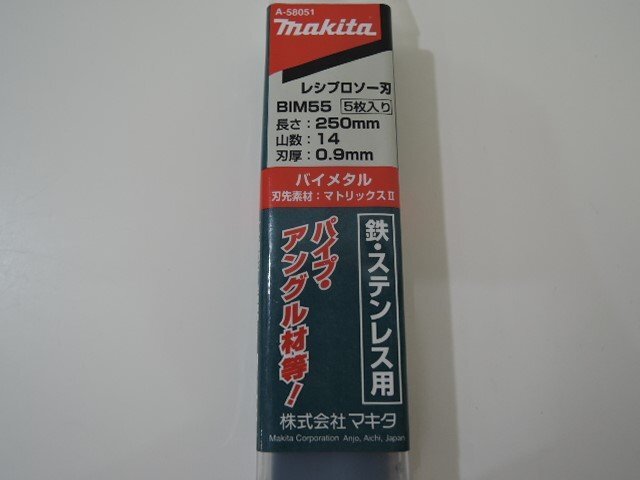 A-58051
makita
レシプロソー刃
BIM55 5枚入り
長さ：250mm
山数：14
刃厚：0.9mm
バイメタル
刃先素材：マトリックスⅡ
鉄・ステンレス用
パイプ・
アングル材等！
株式会社マキタ
Makita Corporation Anjo, Aichi, Japan